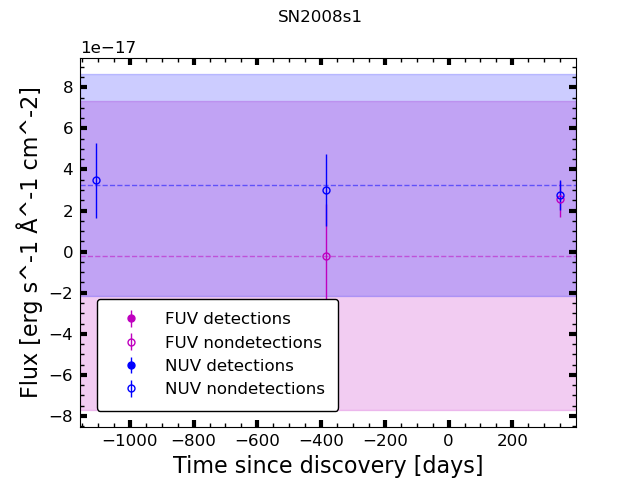 SN2008s1
1e−17
8
6
4
2
0
−2
−4
−6
−8
Flux [erg s^-1 Å^-1 cm^-2]
FUV detections
FUV nondetections
NUV detections
NUV nondetections
−1000 −800 −600 −400 −200 0 200
Time since discovery [days]